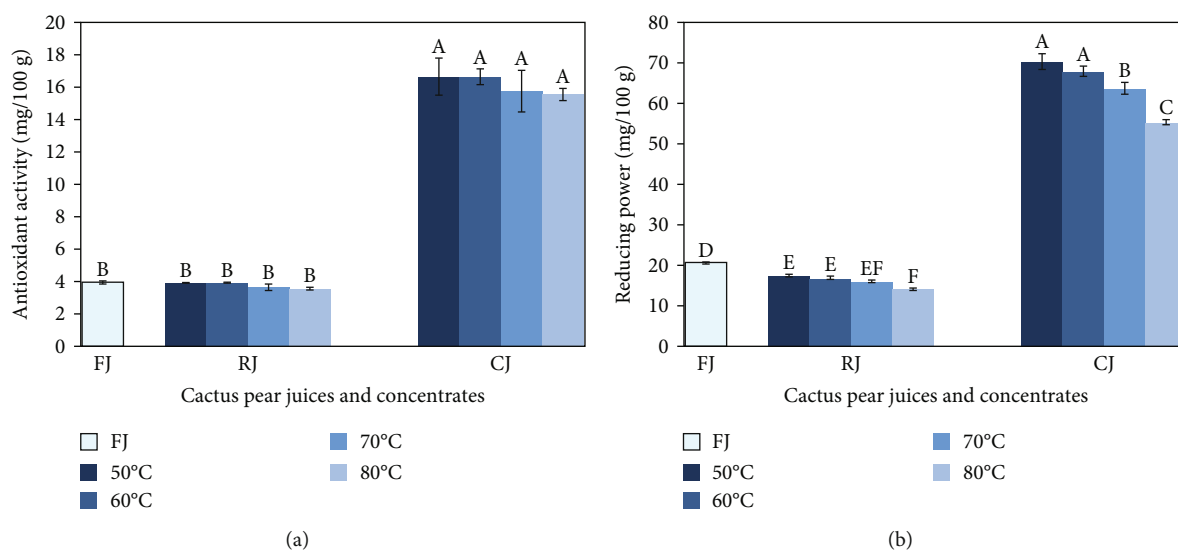 20
18
16
14
12
10
8
6
4
2
0
Antioxidant activity (mg/100 g)
B
B B B B
A A A A
FJ RJ CJ
Cactus pear juices and concentrates
FJ 70°C
50°C 80°C
60°C
(a)
80
70
60
50
40
30
20
10
0
Reducing power (mg/100 g)
D
E E EF F
A A B C
FJ RJ CJ
Cactus pear juices and concentrates
FJ 70°C
50°C 80°C
60°C
(b)